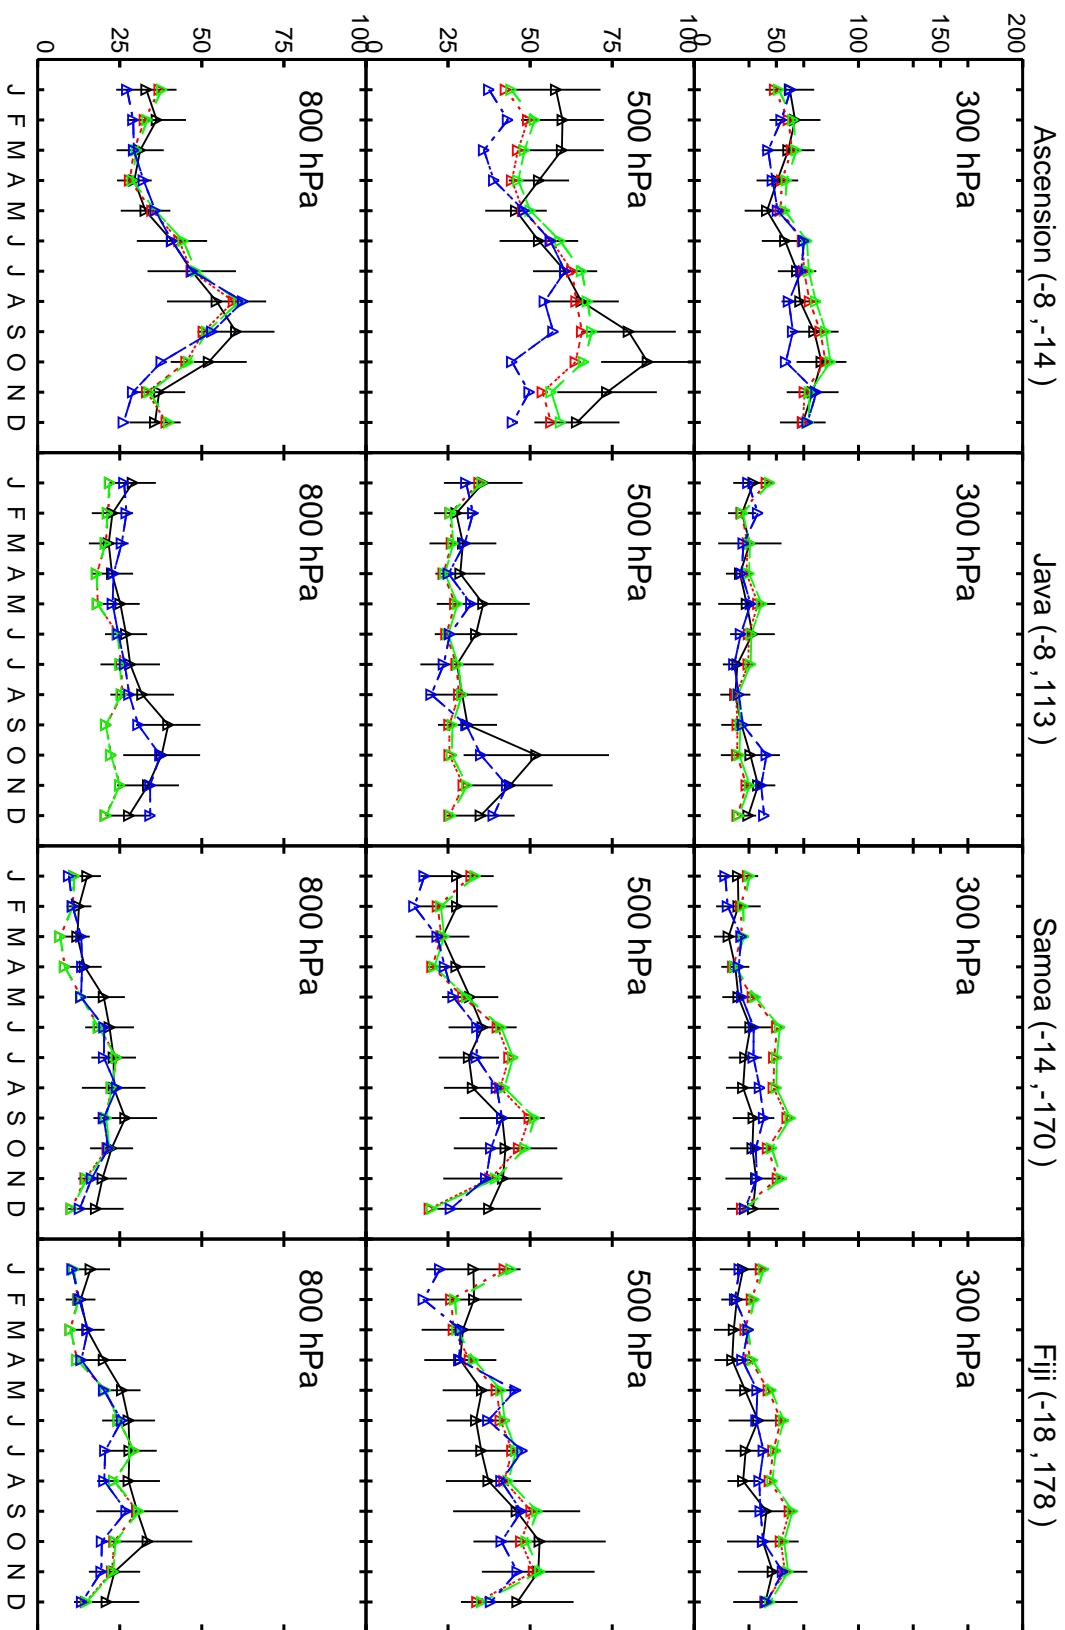 Ascension (-8 ,-14 )
Java (-8 ,113 )
Samoa (-14 ,-170 )
Fiji (-18 ,178 )
200
150
100
50
0
300 hPa
300 hPa
300 hPa
300 hPa
100
75
50
25
0
500 hPa
500 hPa
500 hPa
500 hPa
100
75
50
25
0
800 hPa
800 hPa
800 hPa
800 hPa
J F M A M J J A S O N D
J F M A M J J A S O N D
J F M A M J J A S O N D
J F M A M J J A S O N D